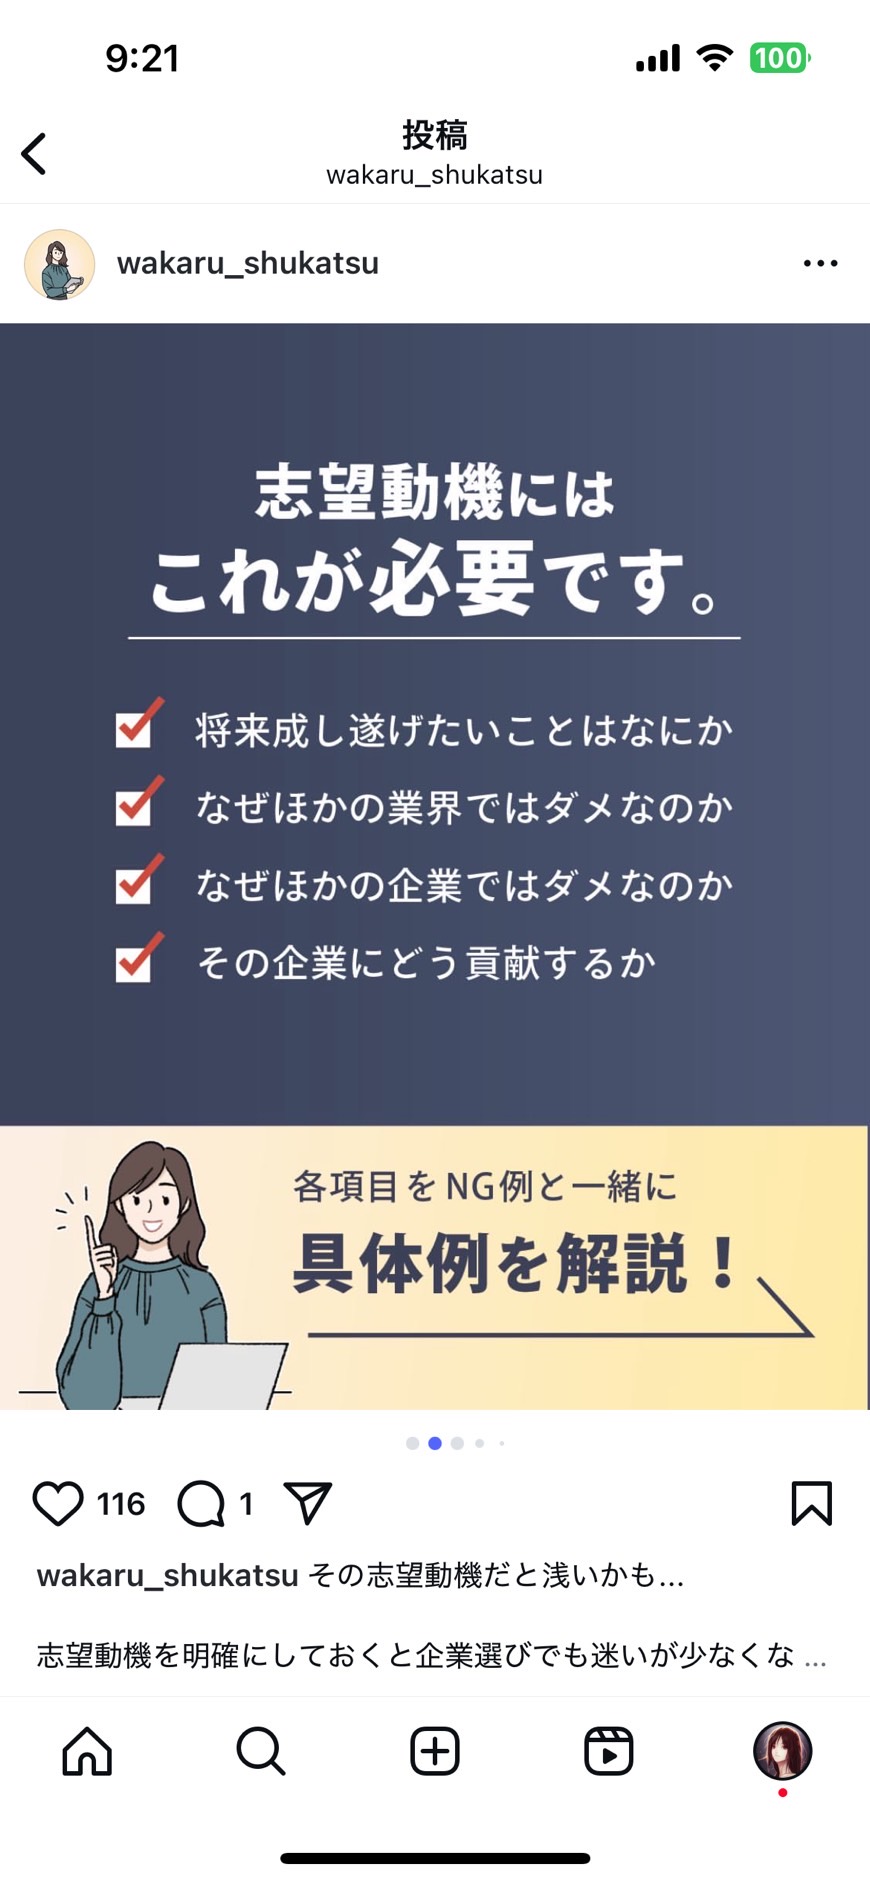 9:21
100
投稿
wakaru_shukatsu
wakaru_shukatsu
志望動機には
これが必要です。
将来成し遂げたいことはなにか
なぜほかの業界ではダメなのか
なぜほかの企業ではダメなのか
その企業にどう貢献するか
各項目をNG例と一緒に
具体例を解説！
116
1
wakaru_shukatsu その志望動機だと浅いかも...
志望動機を明確にしておくと企業選びでも迷いが少なくな ...